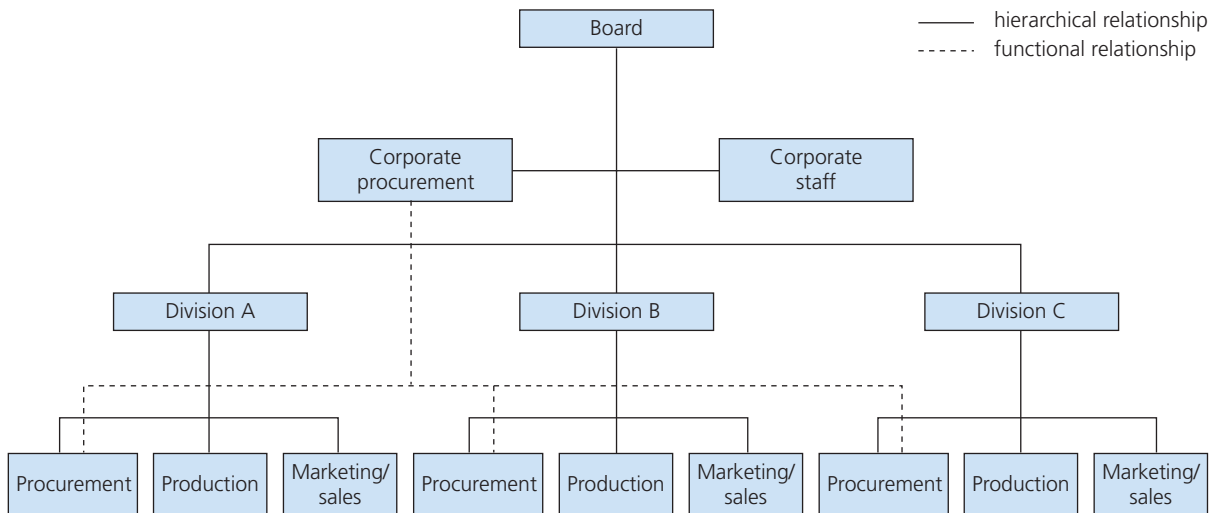 Board
hierarchical relationship
functional relationship
Corporate
procurement
Corporate
staff
Division A
Division B
Division C
Procurement
Production
Marketing/
sales
Procurement
Production
Marketing/
sales
Procurement
Production
Marketing/
sales